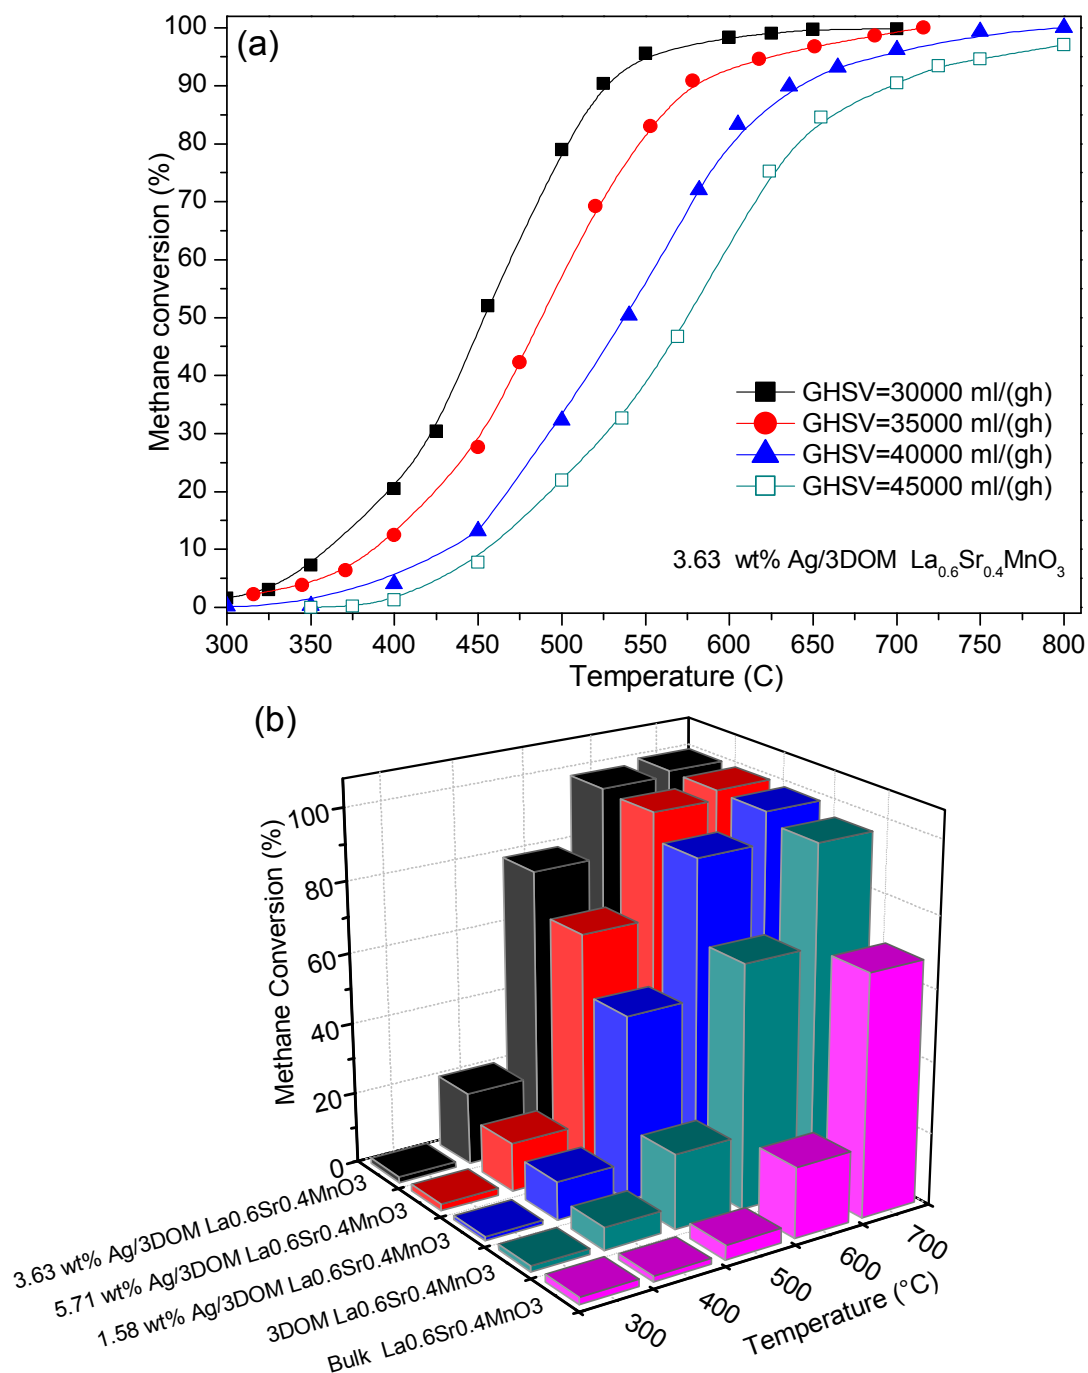 (a)
Methane conversion (%)
100
90
80
70
60
50
40
30
20
10
0
GHSV=30000 ml/(gh)
GHSV=35000 ml/(gh)
GHSV=40000 ml/(gh)
GHSV=45000 ml/(gh)
3.63 wt% Ag/3DOM La0.6Sr0.4MnO3
300 350 400 450 500 550 600 650 700 750 800
Temperature (C)
(b)
Methane Conversion (%)
100
80
60
40
20
0
3.63 wt% Ag/3DOM La0.6Sr0.4MnO3
5.71 wt% Ag/3DOM La0.6Sr0.4MnO3
1.58 wt% Ag/3DOM La0.6Sr0.4MnO3
3DOM La0.6Sr0.4MnO3
Bulk La0.6Sr0.4MnO3
300
400
500
600
700
Temperature (°C)